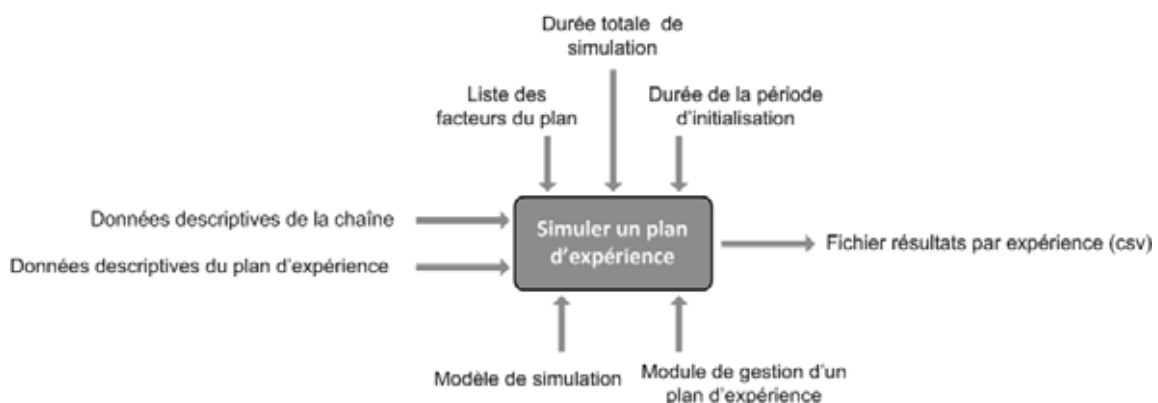 Durée totale de
simulation
Liste des
facteurs du plan
Durée de la période
d'initialisation
Données descriptives de la chaîne
Données descriptives du plan d'expérience
Simuler un plan
d'expérience
Fichier résultats par expérience (csv)
Modèle de simulation
Module de gestion d'un
plan d'expérience